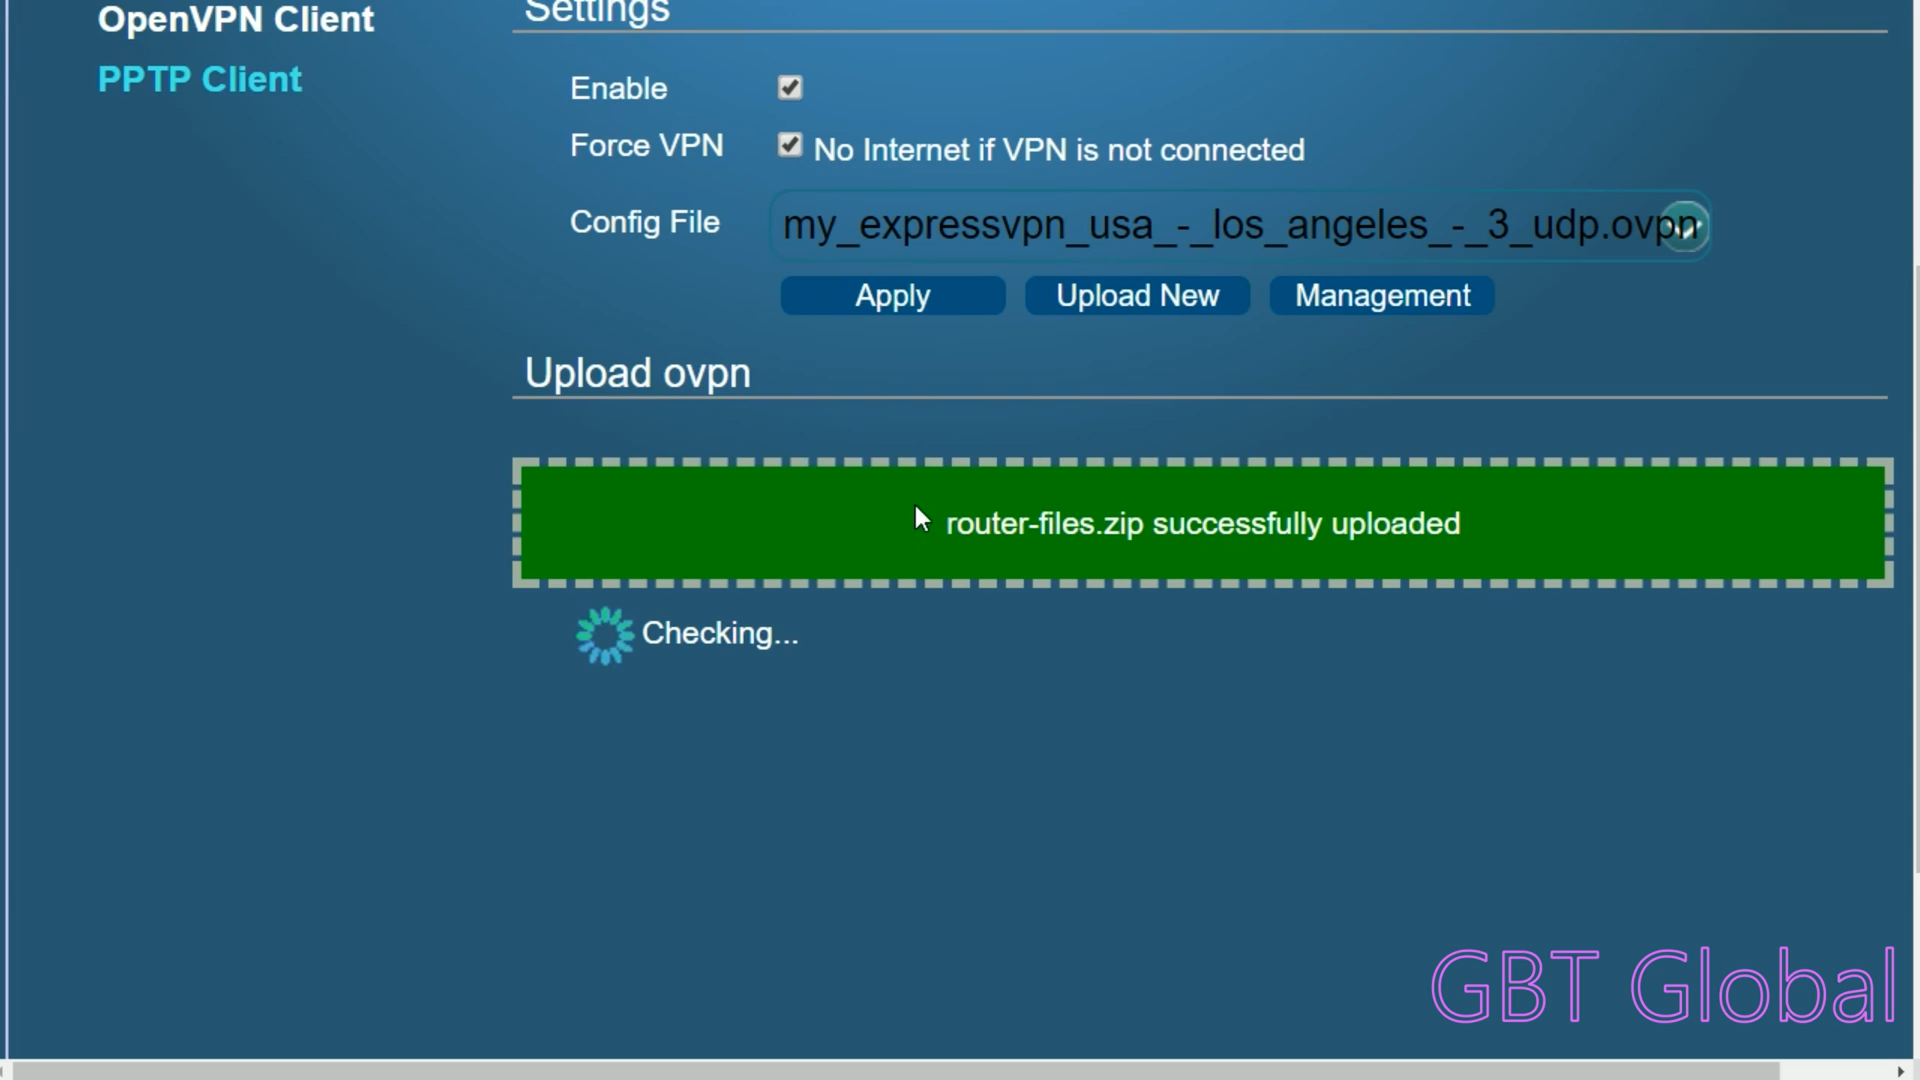 OpenVPN Client
PPTP Client
Settings
Enable
Force VPN
No Internet if VPN is not connected
Config File
my_expressvpn_usa_-_los_angeles_-_3_udp.ovpn
Apply
Upload New
Management
Upload ovpn
router-files.zip successfully uploaded
Checking...
GBT Global